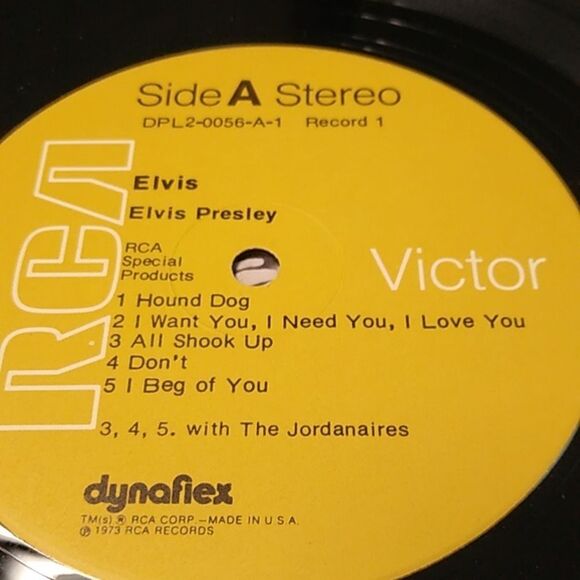 Side A Stereo
DPL2-0056-A-1 Record 1
RCA
Elvis
Elvis Presley
RCA
Special
Products
Victor
1 Hound Dog
2 I Want You, I Need You, I Love You
3 All Shook Up
4 Don't
5 I Beg of You
3, 4, 5. with The Jordanaires
dynaflex
TM(s) ® RCA CORP.—MADE IN U.S.A.
℗ 1973 RCA RECORDS